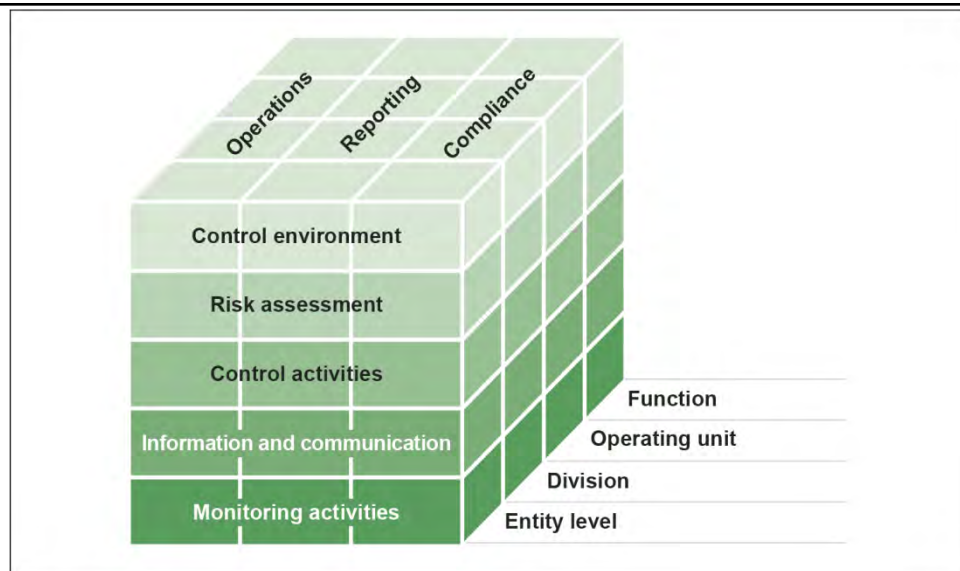 Operations
Reporting
Compliance
Control environment
Risk assessment
Control activities
Information and communication
Monitoring activities
Function
Operating unit
Division
Entity level